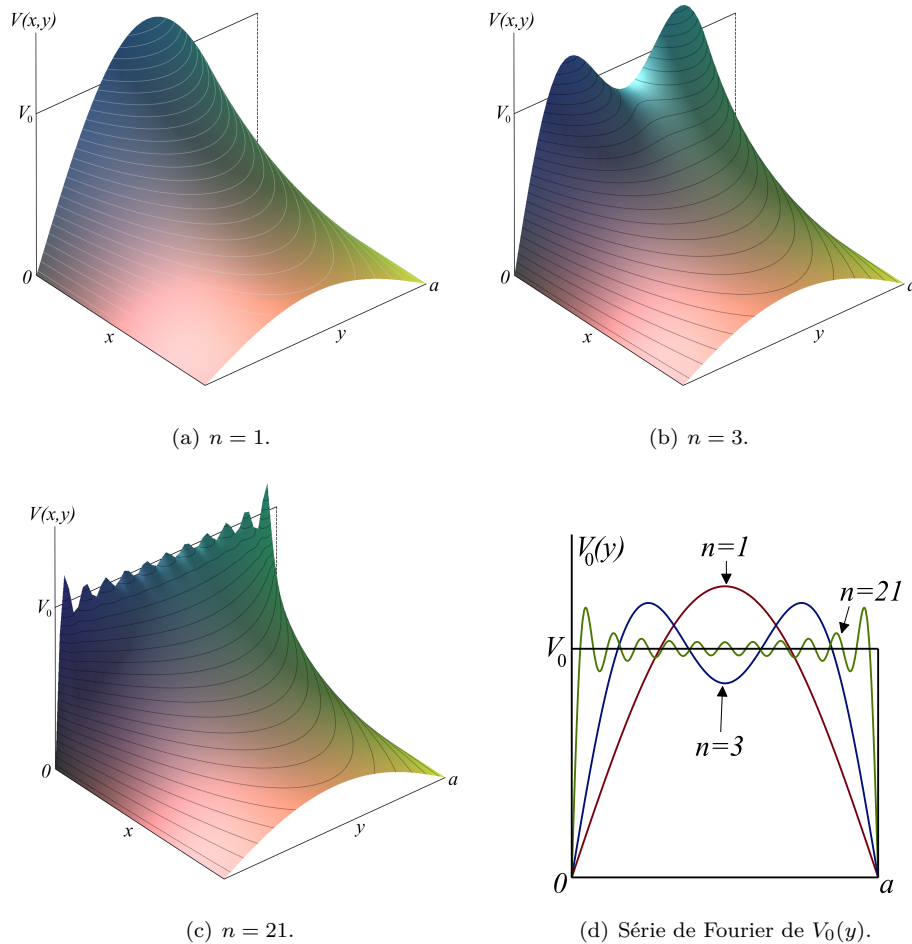 V(x,y)
V₀
0
x
y
a
(a) n = 1.
V(x,y)
V₀
0
x
y
a
(b) n = 3.
V(x,y)
V₀
0
x
y
a
(c) n = 21.
V₀(y)
n=1
n=21
V₀
n=3
0
a
(d) Série de Fourier de V₀(y).